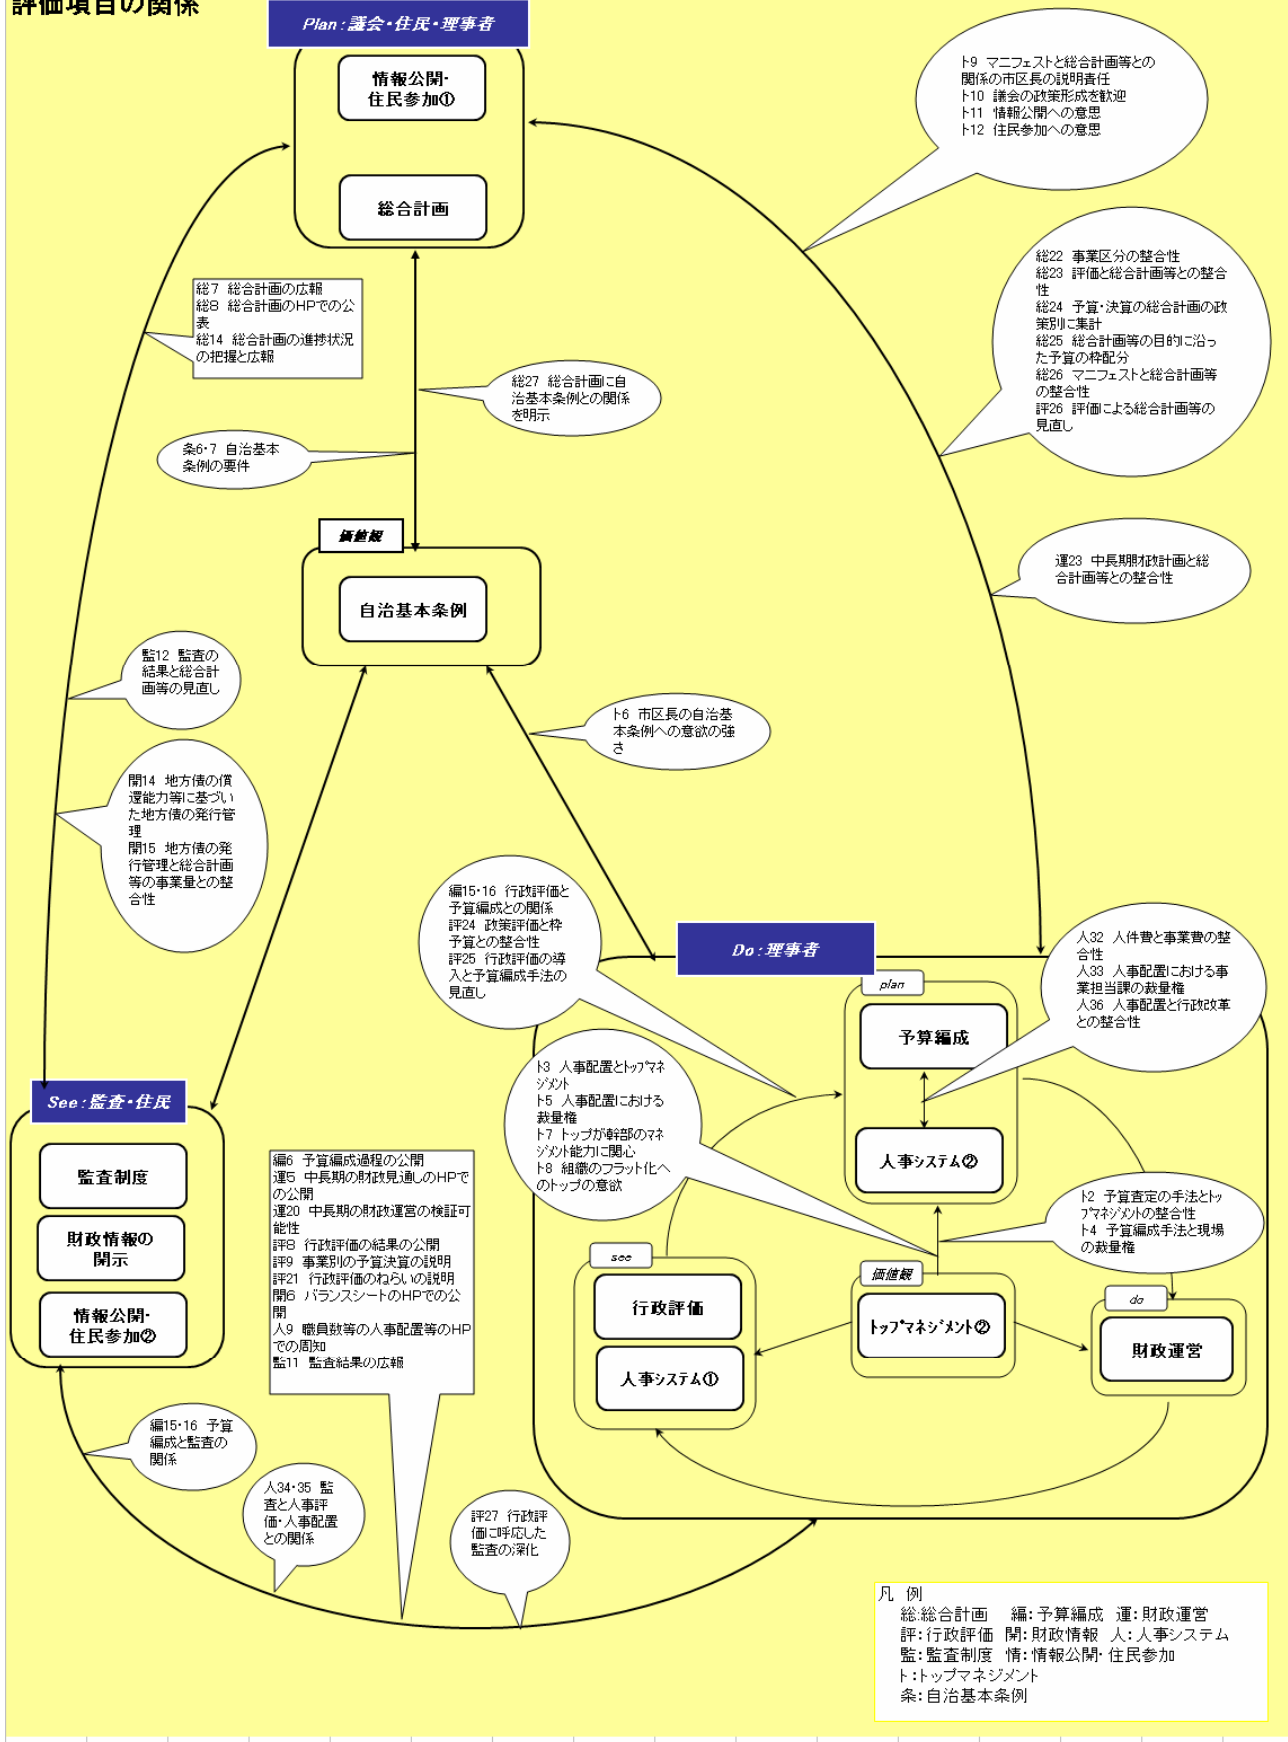 評価項目の関係
Plan：議会・住民・理事者
情報公開・
住民参加①
総合計画
ト9 マニフェストと総合計画等との
関係の市区長の説明責任
ト10 議会の政策形成を歓迎
ト11 情報公開への意思
ト12 住民参加への意思
総22 事業区分の整合性
総23 評価と総合計画等との整合
性
総24 予算・決算の総合計画の政
策別に集計
総25 総合計画等の目的に沿っ
た予算の枠配分
総26 マニフェストと総合計画等
の整合性
評26 評価による総合計画等の
見直し
総7 総合計画の広報
総8 総合計画のHPでの公
表
総14 総合計画の進捗状況
の把握と広報
総27 総合計画に自
治基本条例との関係
を明示
条6・7 自治基本
条例の要件
価値観
自治基本条例
運23 中長期財政計画と総
合計画等との整合性
監12 監査の
結果と総合計
画等の見直し
ト6 市区長の自治基
本条例への意欲の強
さ
開14 地方債の償
還能力等に基づい
た地方債の発行管
理
開15 地方債の発
行管理と総合計画
等の事業量との整
合性
編15・16 行政評価と
予算編成との関係
評24 政策評価と枠
予算との整合性
評25 行政評価の導
入と予算編成手法の
見直し
Do：理事者
人32 人件費と事業費の整
合性
人33 人事配置における事
業担当課の裁量権
人36 人事配置と行政改革
との整合性
plan
予算編成
人事システム②
ト3 人事配置とトップマネ
ジメント
ト5 人事配置における
裁量権
ト7 トップが幹部のマネ
ジメント能力に関心
ト8 組織のフラット化へ
のトップの意欲
See：監査・住民
監査制度
財政情報の
開示
情報公開・
住民参加②
編6 予算編成過程の公開
運5 中長期の財政見通しのHPで
の公開
運20 中長期の財政運営の検証可
能性
評8 行政評価の結果の公開
評9 事業別の予算決算の説明
評21 行政評価のねらいの説明
開6 バランスシートのHPでの公
開
人9 職員数等の人事配置等のHP
での周知
監11 監査結果の広報
ト2 予算査定の手法とトッ
プマネジメントの整合性
ト4 予算編成手法と現場
の裁量権
see
行政評価
人事システム①
価値観
トップマネジメント②
do
財政運営
編15・16 予算
編成と監査の
関係
人34・35 監
査と人事評
価・人事配置
との関係
評27 行政評
価に呼応した
監査の深化
凡 例
総：総合計画 編：予算編成 運：財政運営
評：行政評価 開：財政情報 人：人事システム
監：監査制度 情：情報公開・住民参加
ト：トップマネジメント
条：自治基本条例